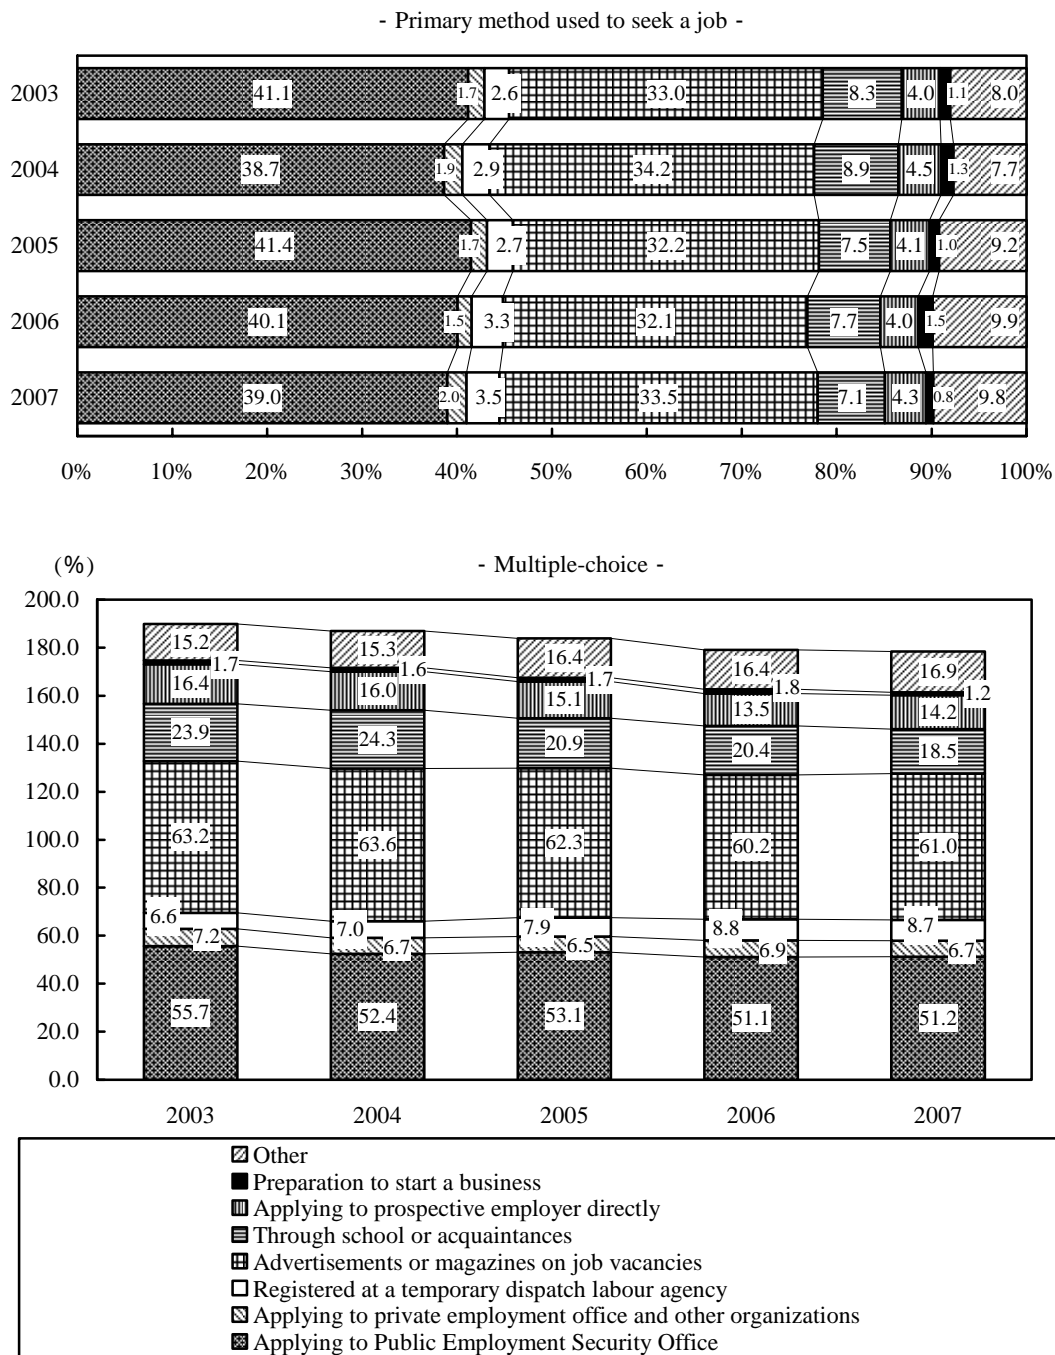 - Primary method used to seek a job -
2003 41.1 1.7 2.6 33.0 8.3 4.0 1.1 8.0
2004 38.7 1.9 2.9 34.2 8.9 4.5 1.3 7.7
2005 41.4 1.7 2.7 32.2 7.5 4.1 1.0 9.2
2006 40.1 1.5 3.3 32.1 7.7 4.0 1.5 9.9
2007 39.0 2.0 3.5 33.5 7.1 4.3 0.8 9.8
0% 10% 20% 30% 40% 50% 60% 70% 80% 90% 100%
(%) - Multiple-choice -
200.0
180.0
160.0
140.0
120.0
100.0
80.0
60.0
40.0
20.0
0.0
15.2 15.3 16.4 16.4 16.9
1.7 1.6 1.7 1.8 1.2
16.4 16.0 15.1 13.5 14.2
23.9 24.3 20.9 20.4 18.5
63.2 63.6 62.3 60.2 61.0
6.6 7.0 7.9 8.8 8.7
7.2 6.7 6.5 6.9 6.7
55.7 52.4 53.1 51.1 51.2
2003 2004 2005 2006 2007
Other
Preparation to start a business
Applying to prospective employer directly
Through school or acquaintances
Advertisements or magazines on job vacancies
Registered at a temporary dispatch labour agency
Applying to private employment office and other organizations
Applying to Public Employment Security Office